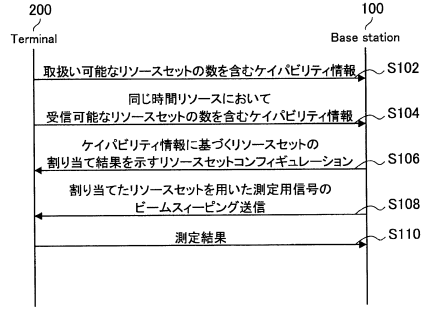 200
100
Terminal
Base station
取扱い可能なリソースセットの数を含むケイパビリティ情報
S102
同じ時間リソースにおいて
受信可能なリソースセットの数を含むケイパビリティ情報
S104
ケイパビリティ情報に基づくリソースセットの
割り当て結果を示すリソースセットコンフィギュレーション
S106
割り当てたリソースセットを用いた測定用信号の
ビームスィーピング送信
S108
測定結果
S110